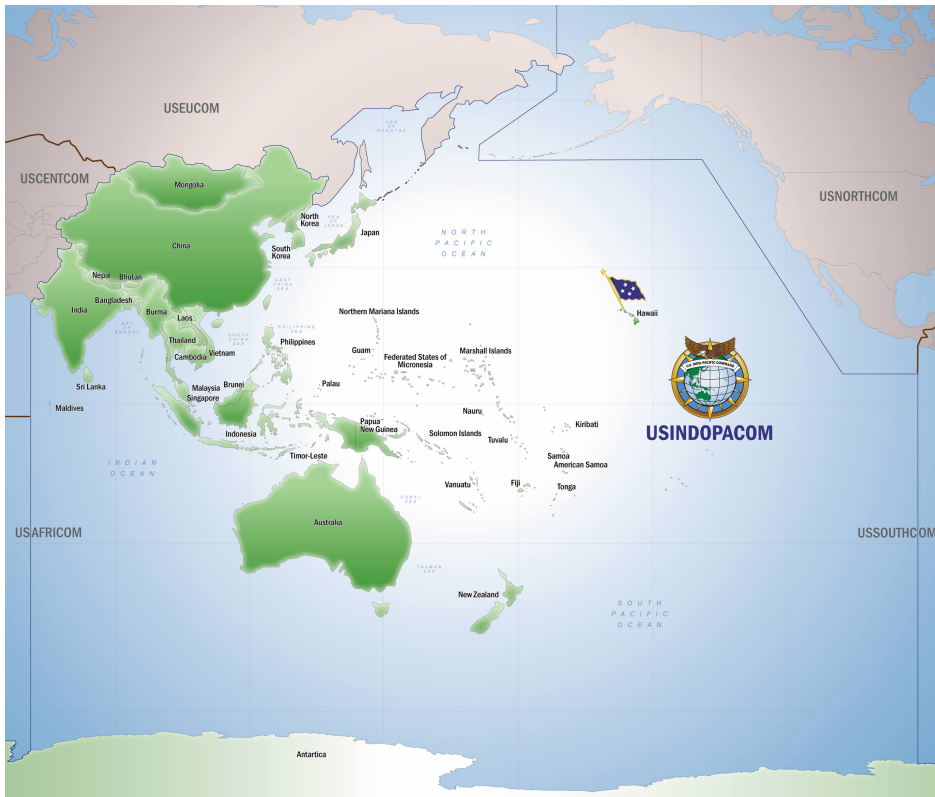 SEA
OF
OKHOTSK
USEUCOM
USCENTCOM
Mongolia
USNORTHCOM
North
Korea
SEA
OF
JAPAN
Japan
NORTH
PACIFIC
OCEAN
China
South
Korea
Nepal
Bhutan
EAST
CHINA
SEA
Bangladesh
India
Burma
Laos
Northern Mariana Islands
Hawaii
BAY
OF
BENGAL
SOUTH
CHINA
SEA
PHILIPPINE
SEA
Thailand
Vietnam
Cambodia
Philippines
Guam
Federated States of
Micronesia
Marshall Islands
U.S. INDO-PACIFIC COMMAND
Sri Lanka
Malaysia
Brunei
Singapore
Palau
Maldives
Nauru
Papua
New Guinea
Kiribati
USINDOPACOM
Indonesia
Solomon Islands
Tuvalu
Timor-Leste
Samoa
American Samoa
INDIAN
OCEAN
Vanuatu
Fiji
Tonga
CORAL
SEA
USAFRICOM
Australia
USSOUTHCOM
TASMAN
SEA
New Zealand
SOUTH
PACIFIC
OCEAN
Antartica